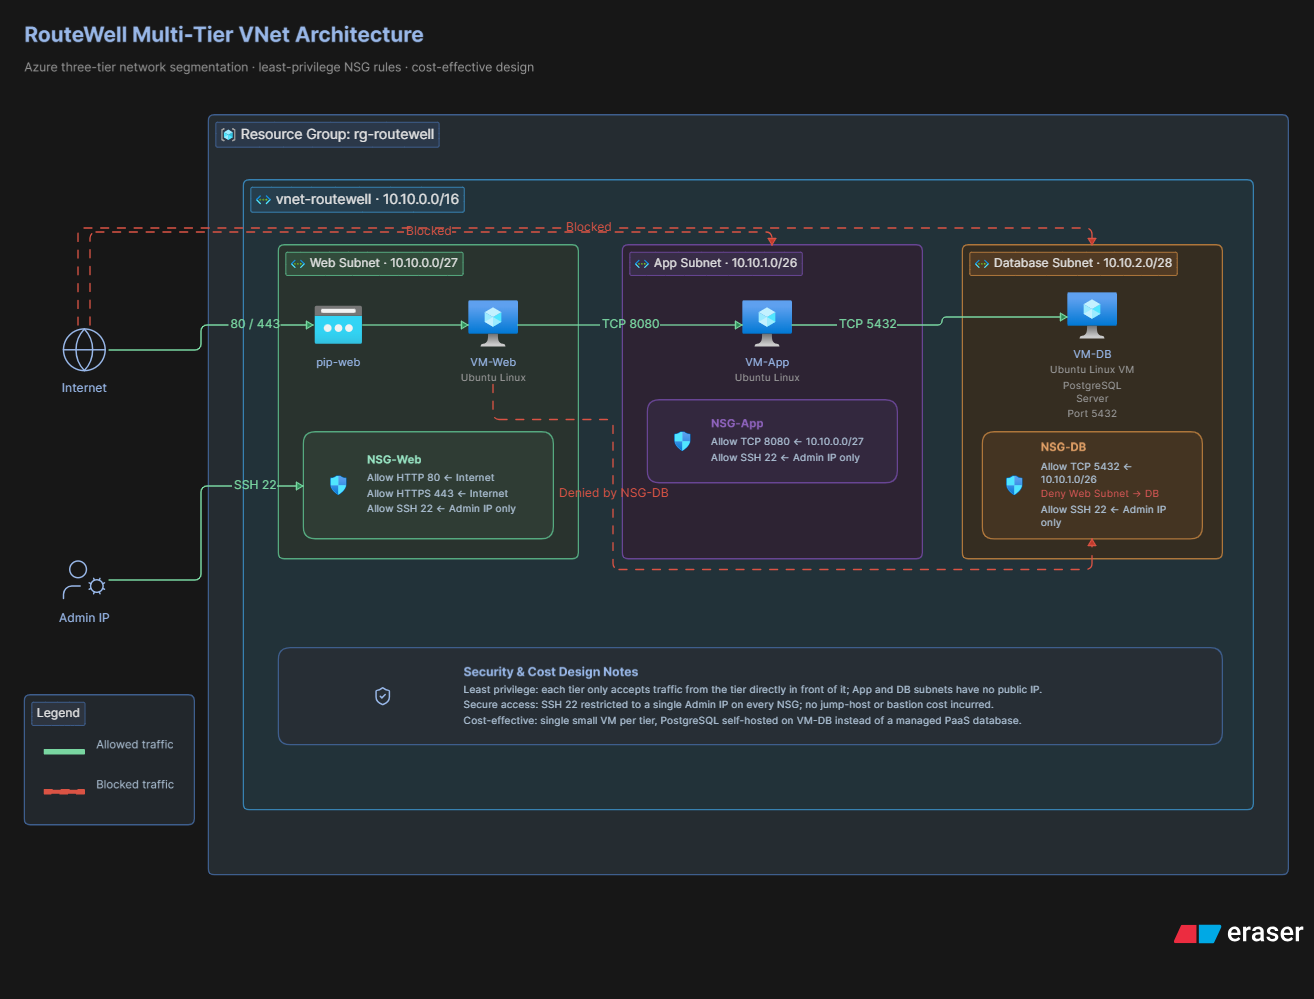 RouteWell Multi-Tier VNet Architecture
Azure three-tier network segmentation · least-privilege NSG rules · cost-effective design
Resource Group: rg-routewell
vnet-routewell · 10.10.0.0/16
Blocked
Blocked
Web Subnet · 10.10.0.0/27
App Subnet · 10.10.1.0/26
Database Subnet · 10.10.2.0/28
80 / 443
TCP 8080
TCP 5432
Internet
pip-web
VM-Web
Ubuntu Linux
VM-App
Ubuntu Linux
VM-DB
Ubuntu Linux VM
PostgreSQL
Server
Port 5432
NSG-Web
Allow HTTP 80 ← Internet
Allow HTTPS 443 ← Internet
Allow SSH 22 ← Admin IP only
NSG-App
Allow TCP 8080 ← 10.10.0.0/27
Allow SSH 22 ← Admin IP only
NSG-DB
Allow TCP 5432 ←
10.10.1.0/26
Deny Web Subnet → DB
Allow SSH 22 ← Admin IP
only
SSH 22
Denied by NSG-DB
Admin IP
Security & Cost Design Notes
Least privilege: each tier only accepts traffic from the tier directly in front of it; App and DB subnets have no public IP.
Secure access: SSH 22 restricted to a single Admin IP on every NSG; no jump-host or bastion cost incurred.
Cost-effective: single small VM per tier, PostgreSQL self-hosted on VM-DB instead of a managed PaaS database.
Legend
Allowed traffic
Blocked traffic
eraser